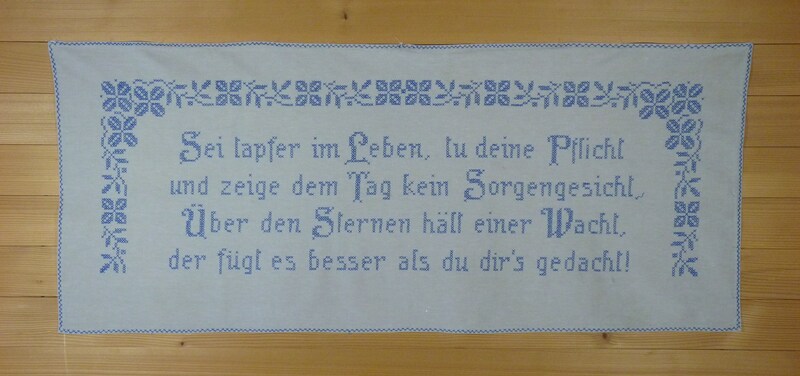 Sei tapfer im Leben, tu deine Pflicht
und zeige dem Tag kein Sorgengesicht,
Über den Sternen hält einer Wacht,
der fügt es besser als du dir's gedacht!